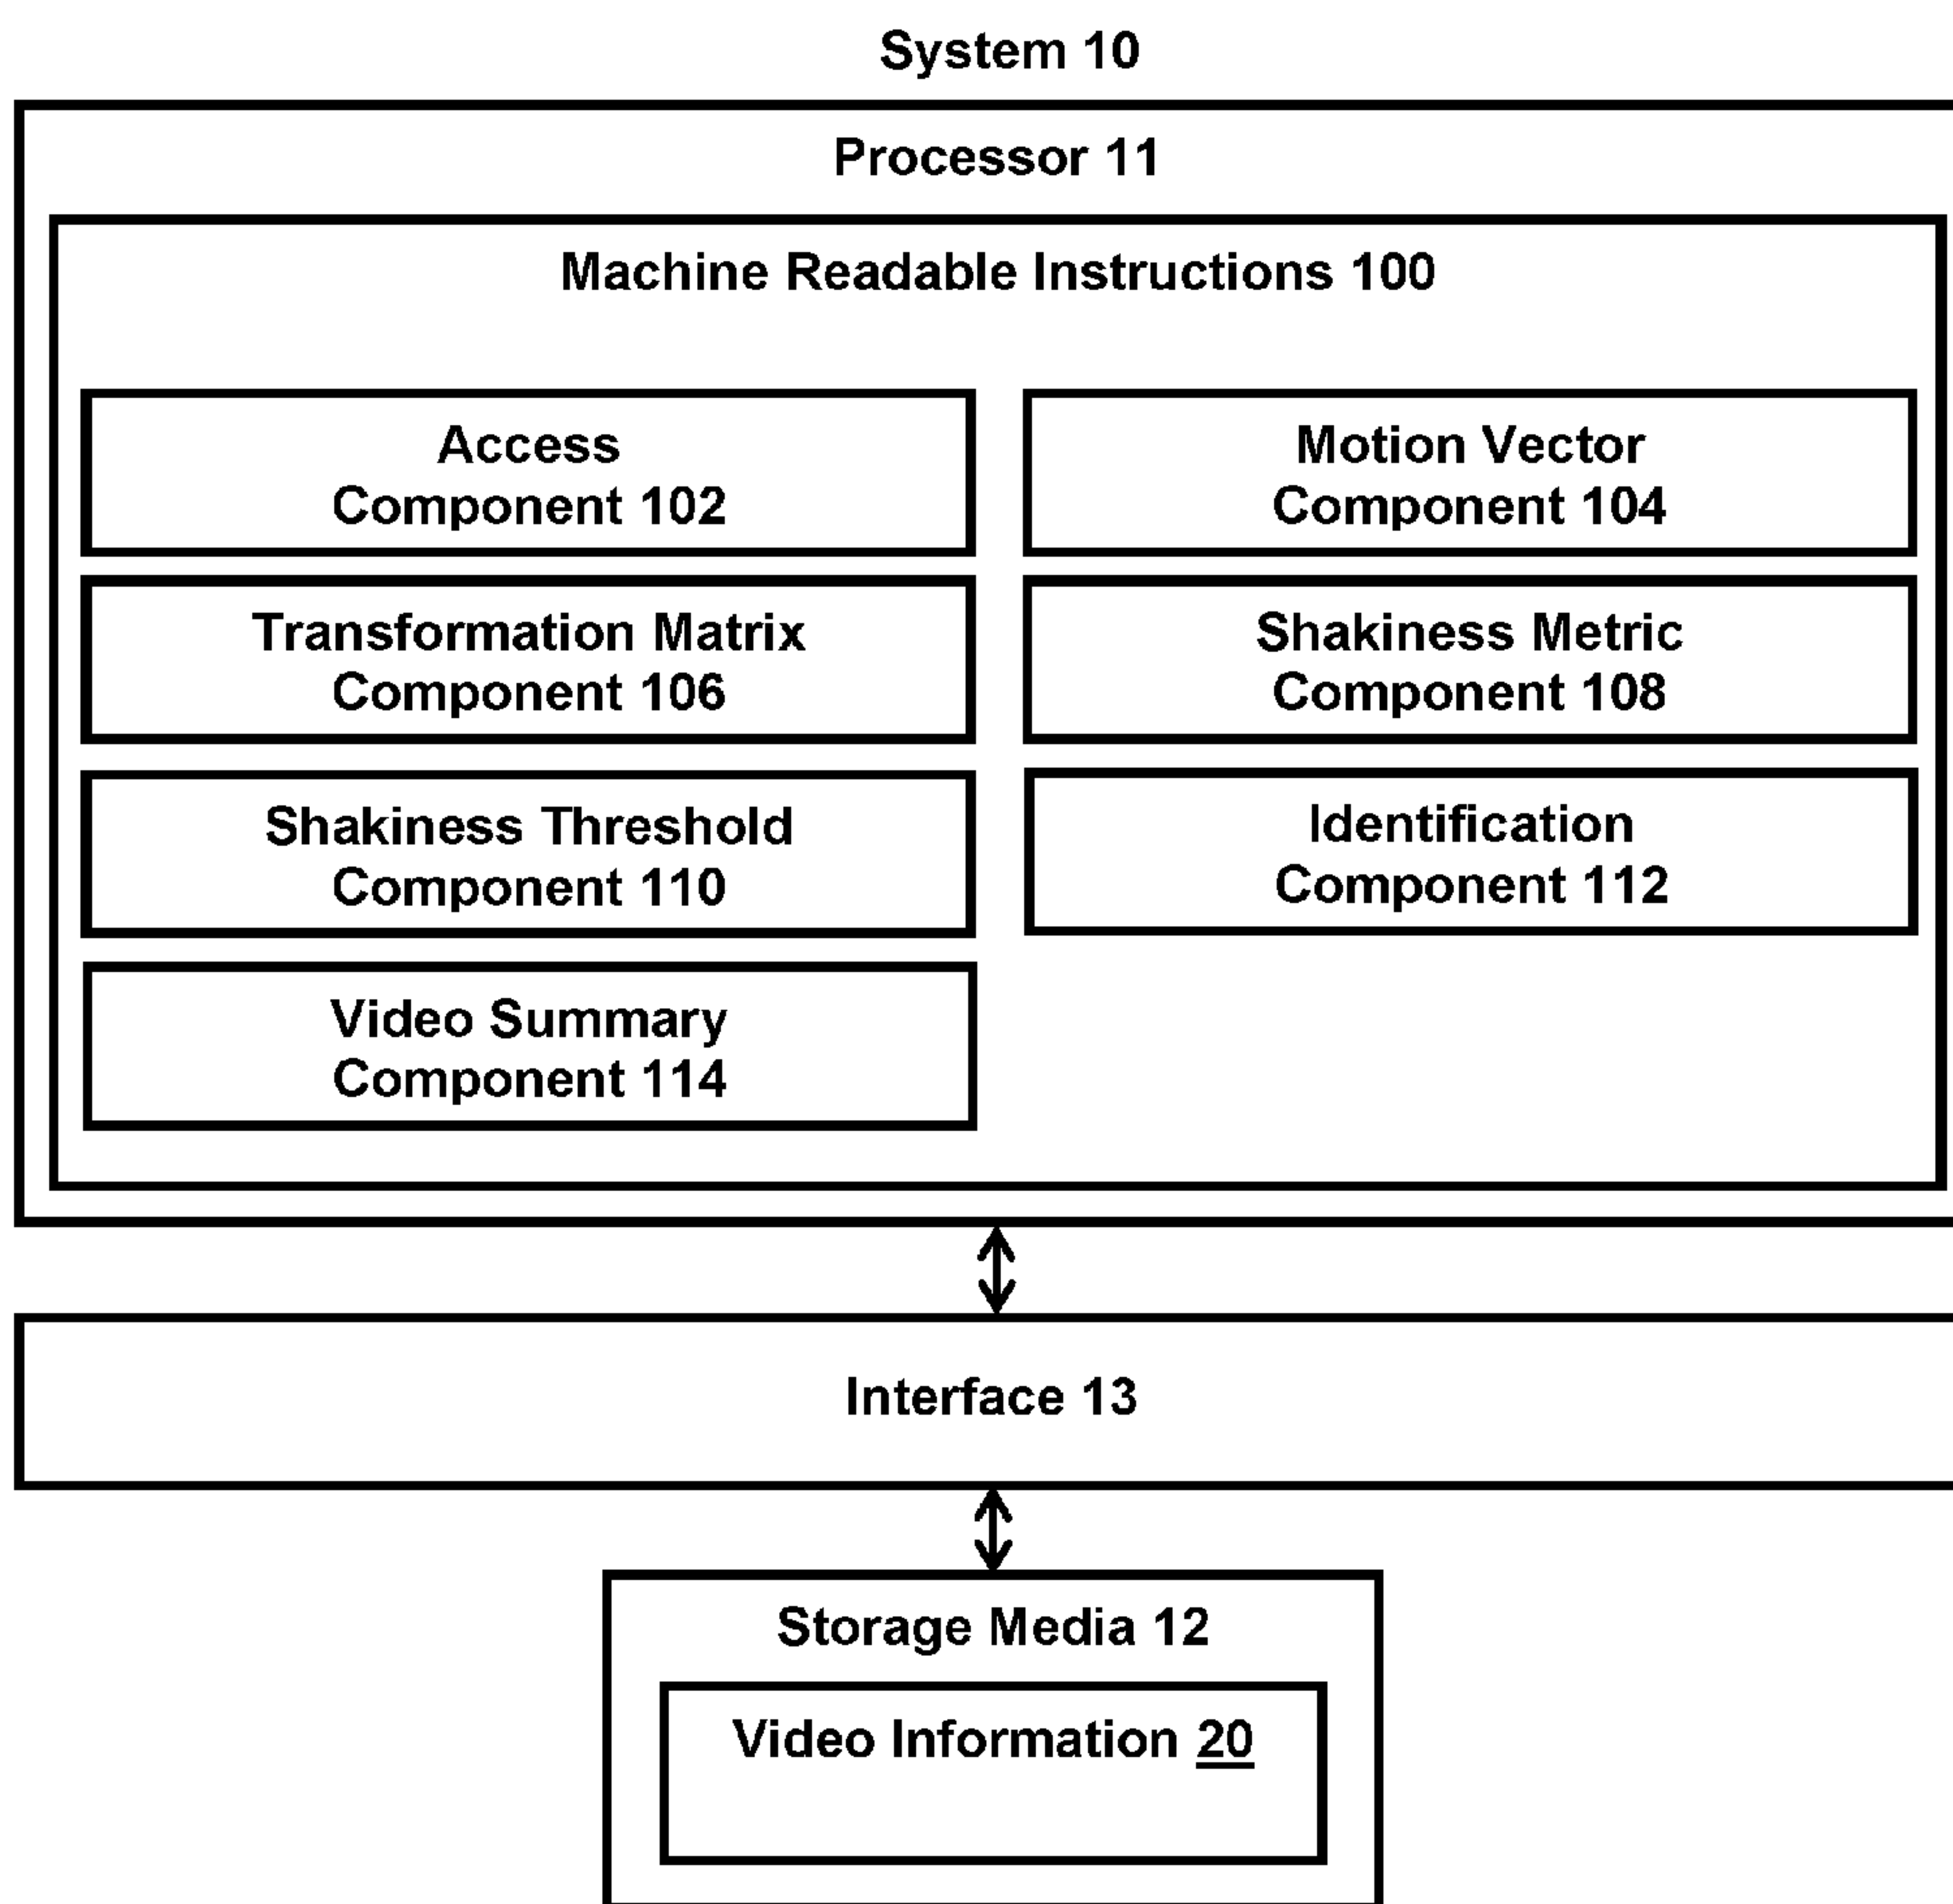 System 10
Processor 11
Machine Readable Instructions 100
Access
Component 102
Motion Vector
Component 104
Transformation Matrix
Component 106
Shakiness Metric
Component 108
Shakiness Threshold
Component 110
Identification
Component 112
Video Summary
Component 114
Interface 13
Storage Media 12
Video Information 20